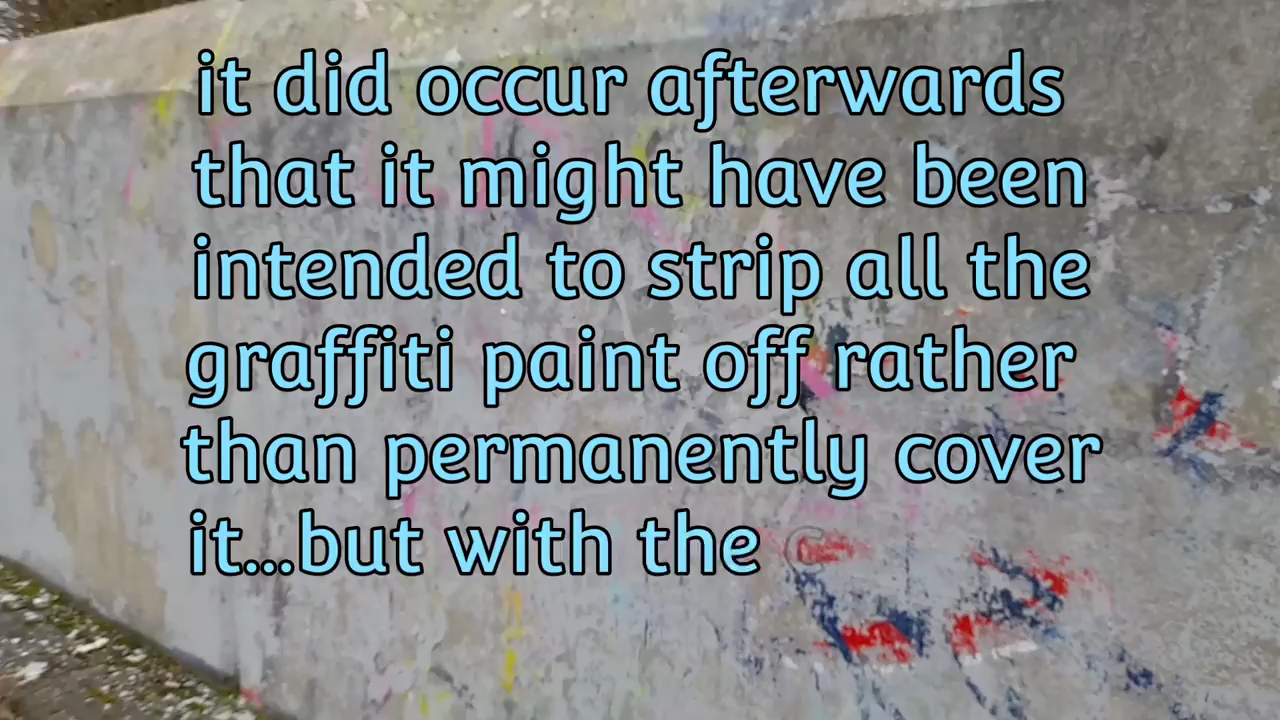 it did occur afterwards
that it might have been
intended to strip all the
graffiti paint off rather
than permanently cover
it...but with the